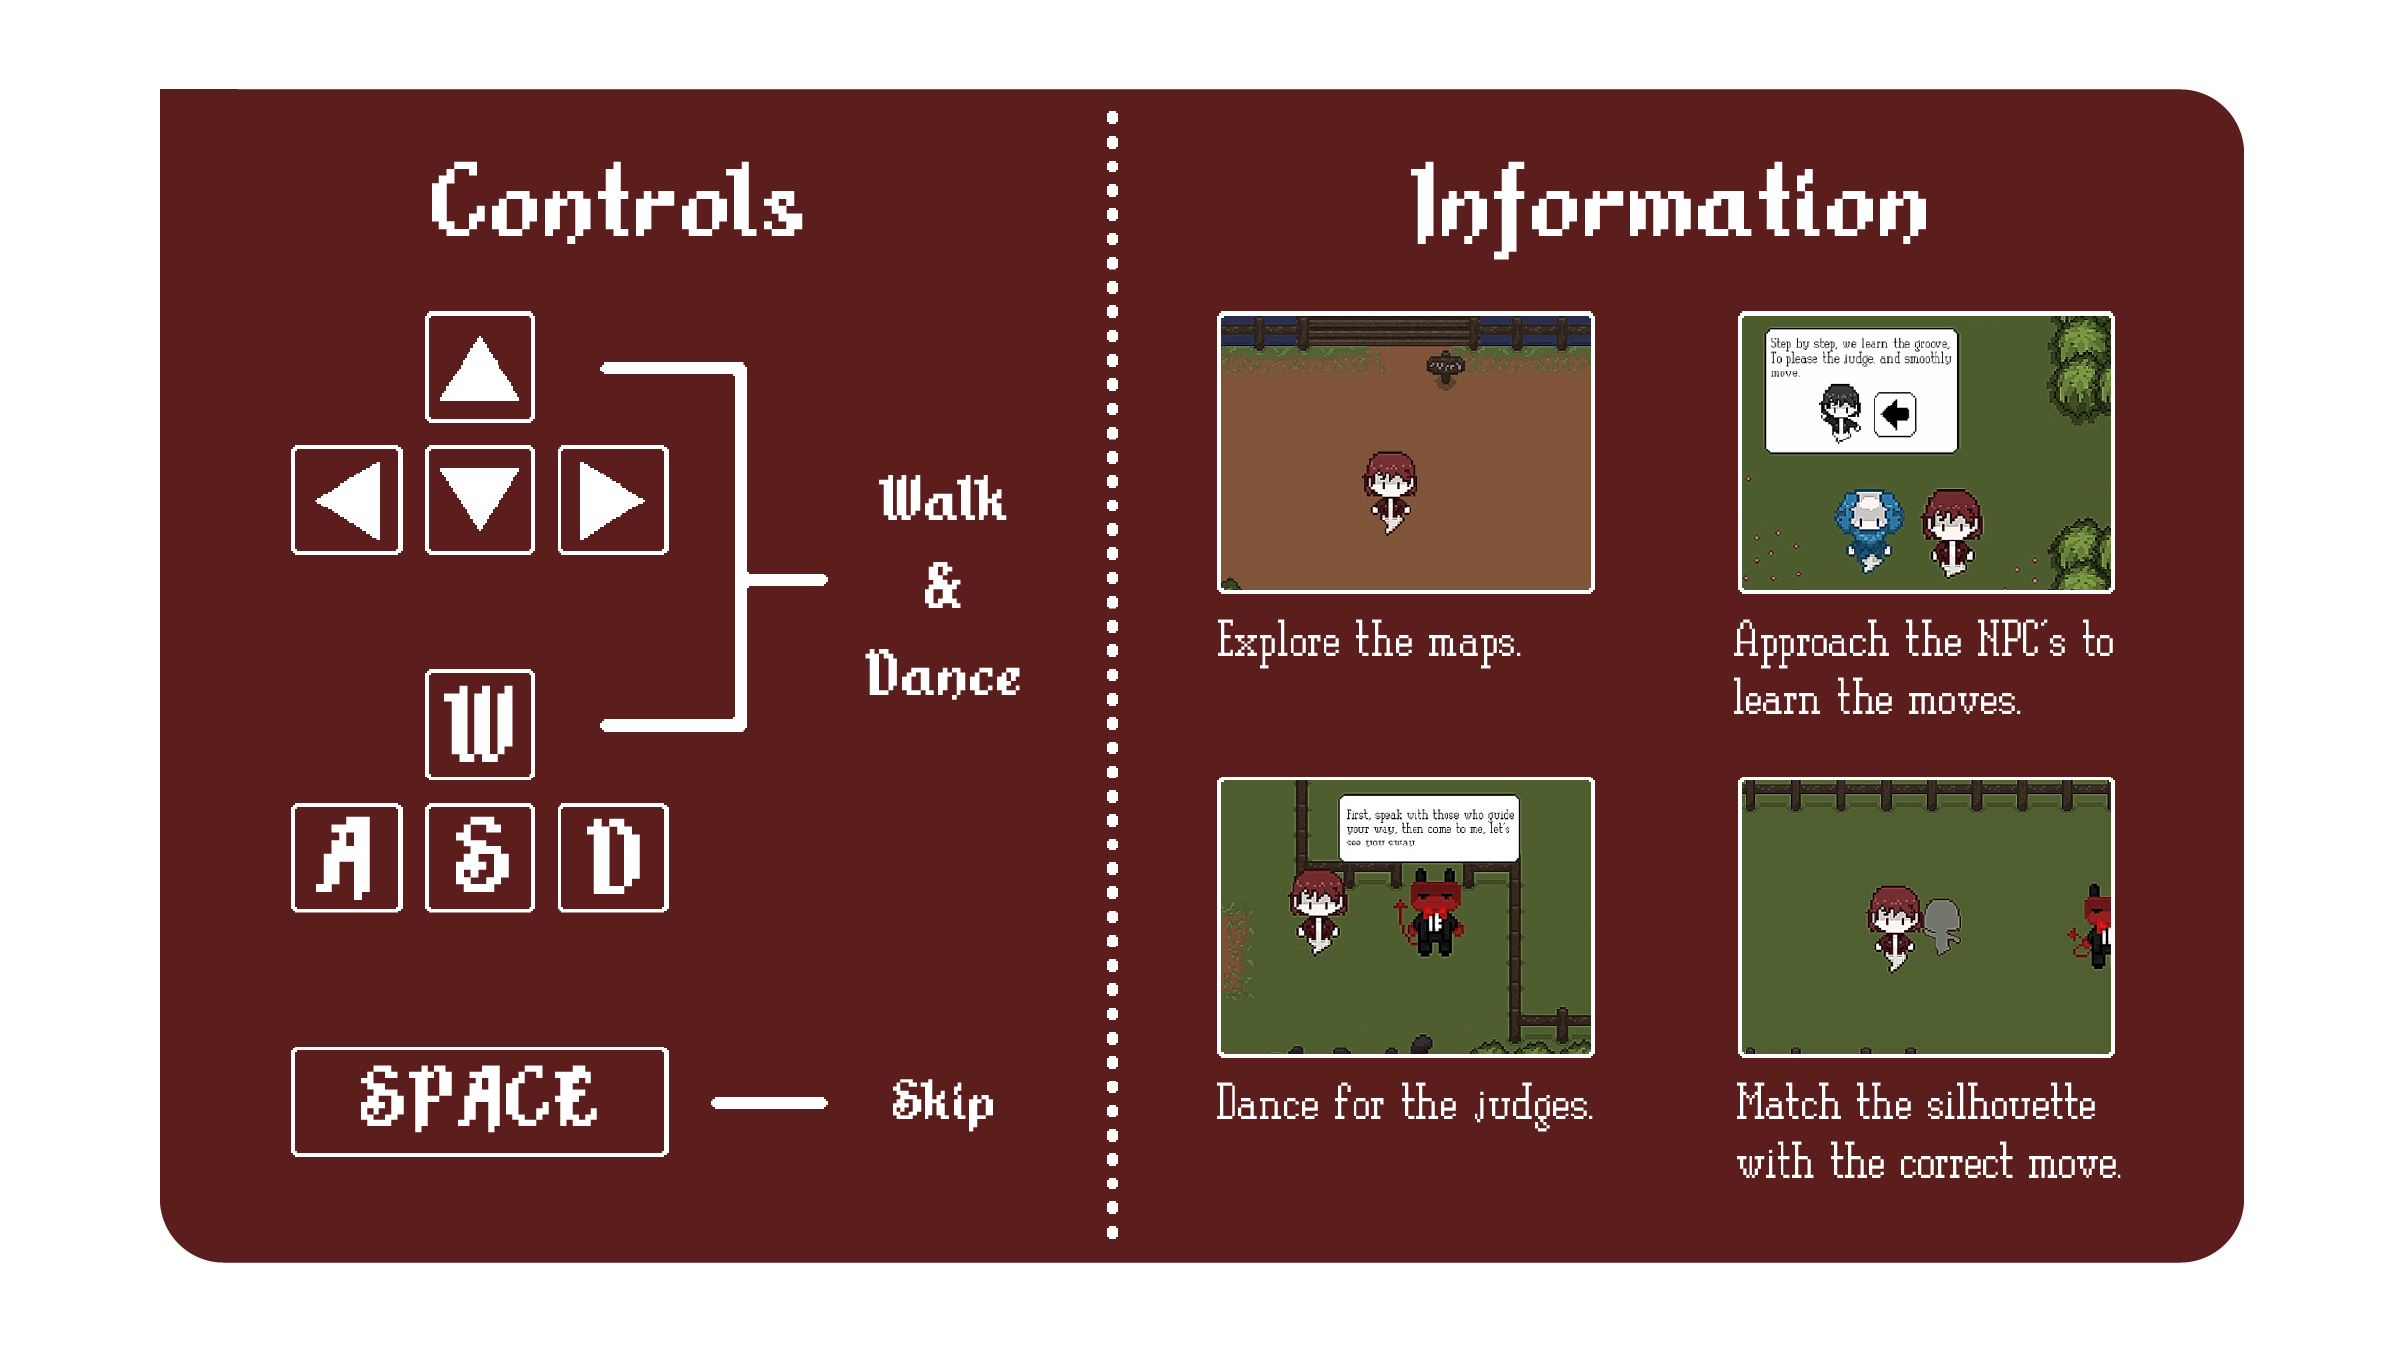 Controls
W
A S D
SPACE
Walk
&
Dance
Skip
Information
Step by step, we learn the groove,
To please the judge, and smoothly
move.
Explore the maps.
Approach the NPC's to
learn the moves.
First, speak with those who guide
your way, then come to me, let's
see you sway.
Dance for the judges.
Match the silhouette
with the correct move.